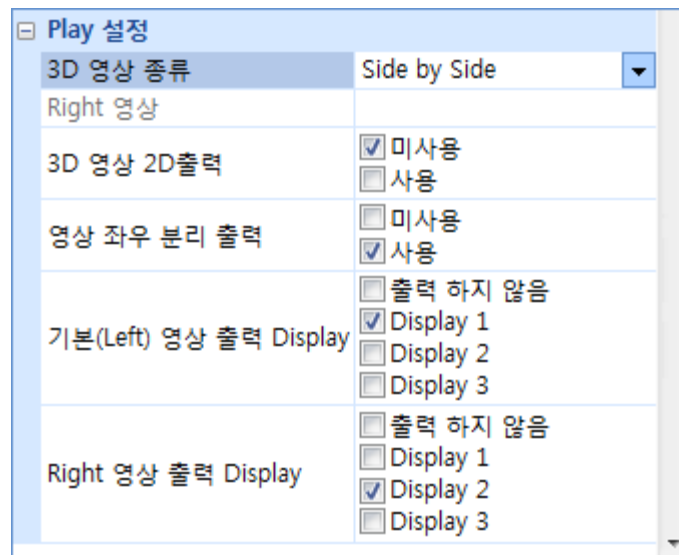 Play 설정
3D 영상 종류 Side by Side
Right 영상
3D 영상 2D출력
미사용
사용
영상 좌우 분리 출력
미사용
사용
기본(Left) 영상 출력 Display
출력 하지 않음
Display 1
Display 2
Display 3
Right 영상 출력 Display
출력 하지 않음
Display 1
Display 2
Display 3